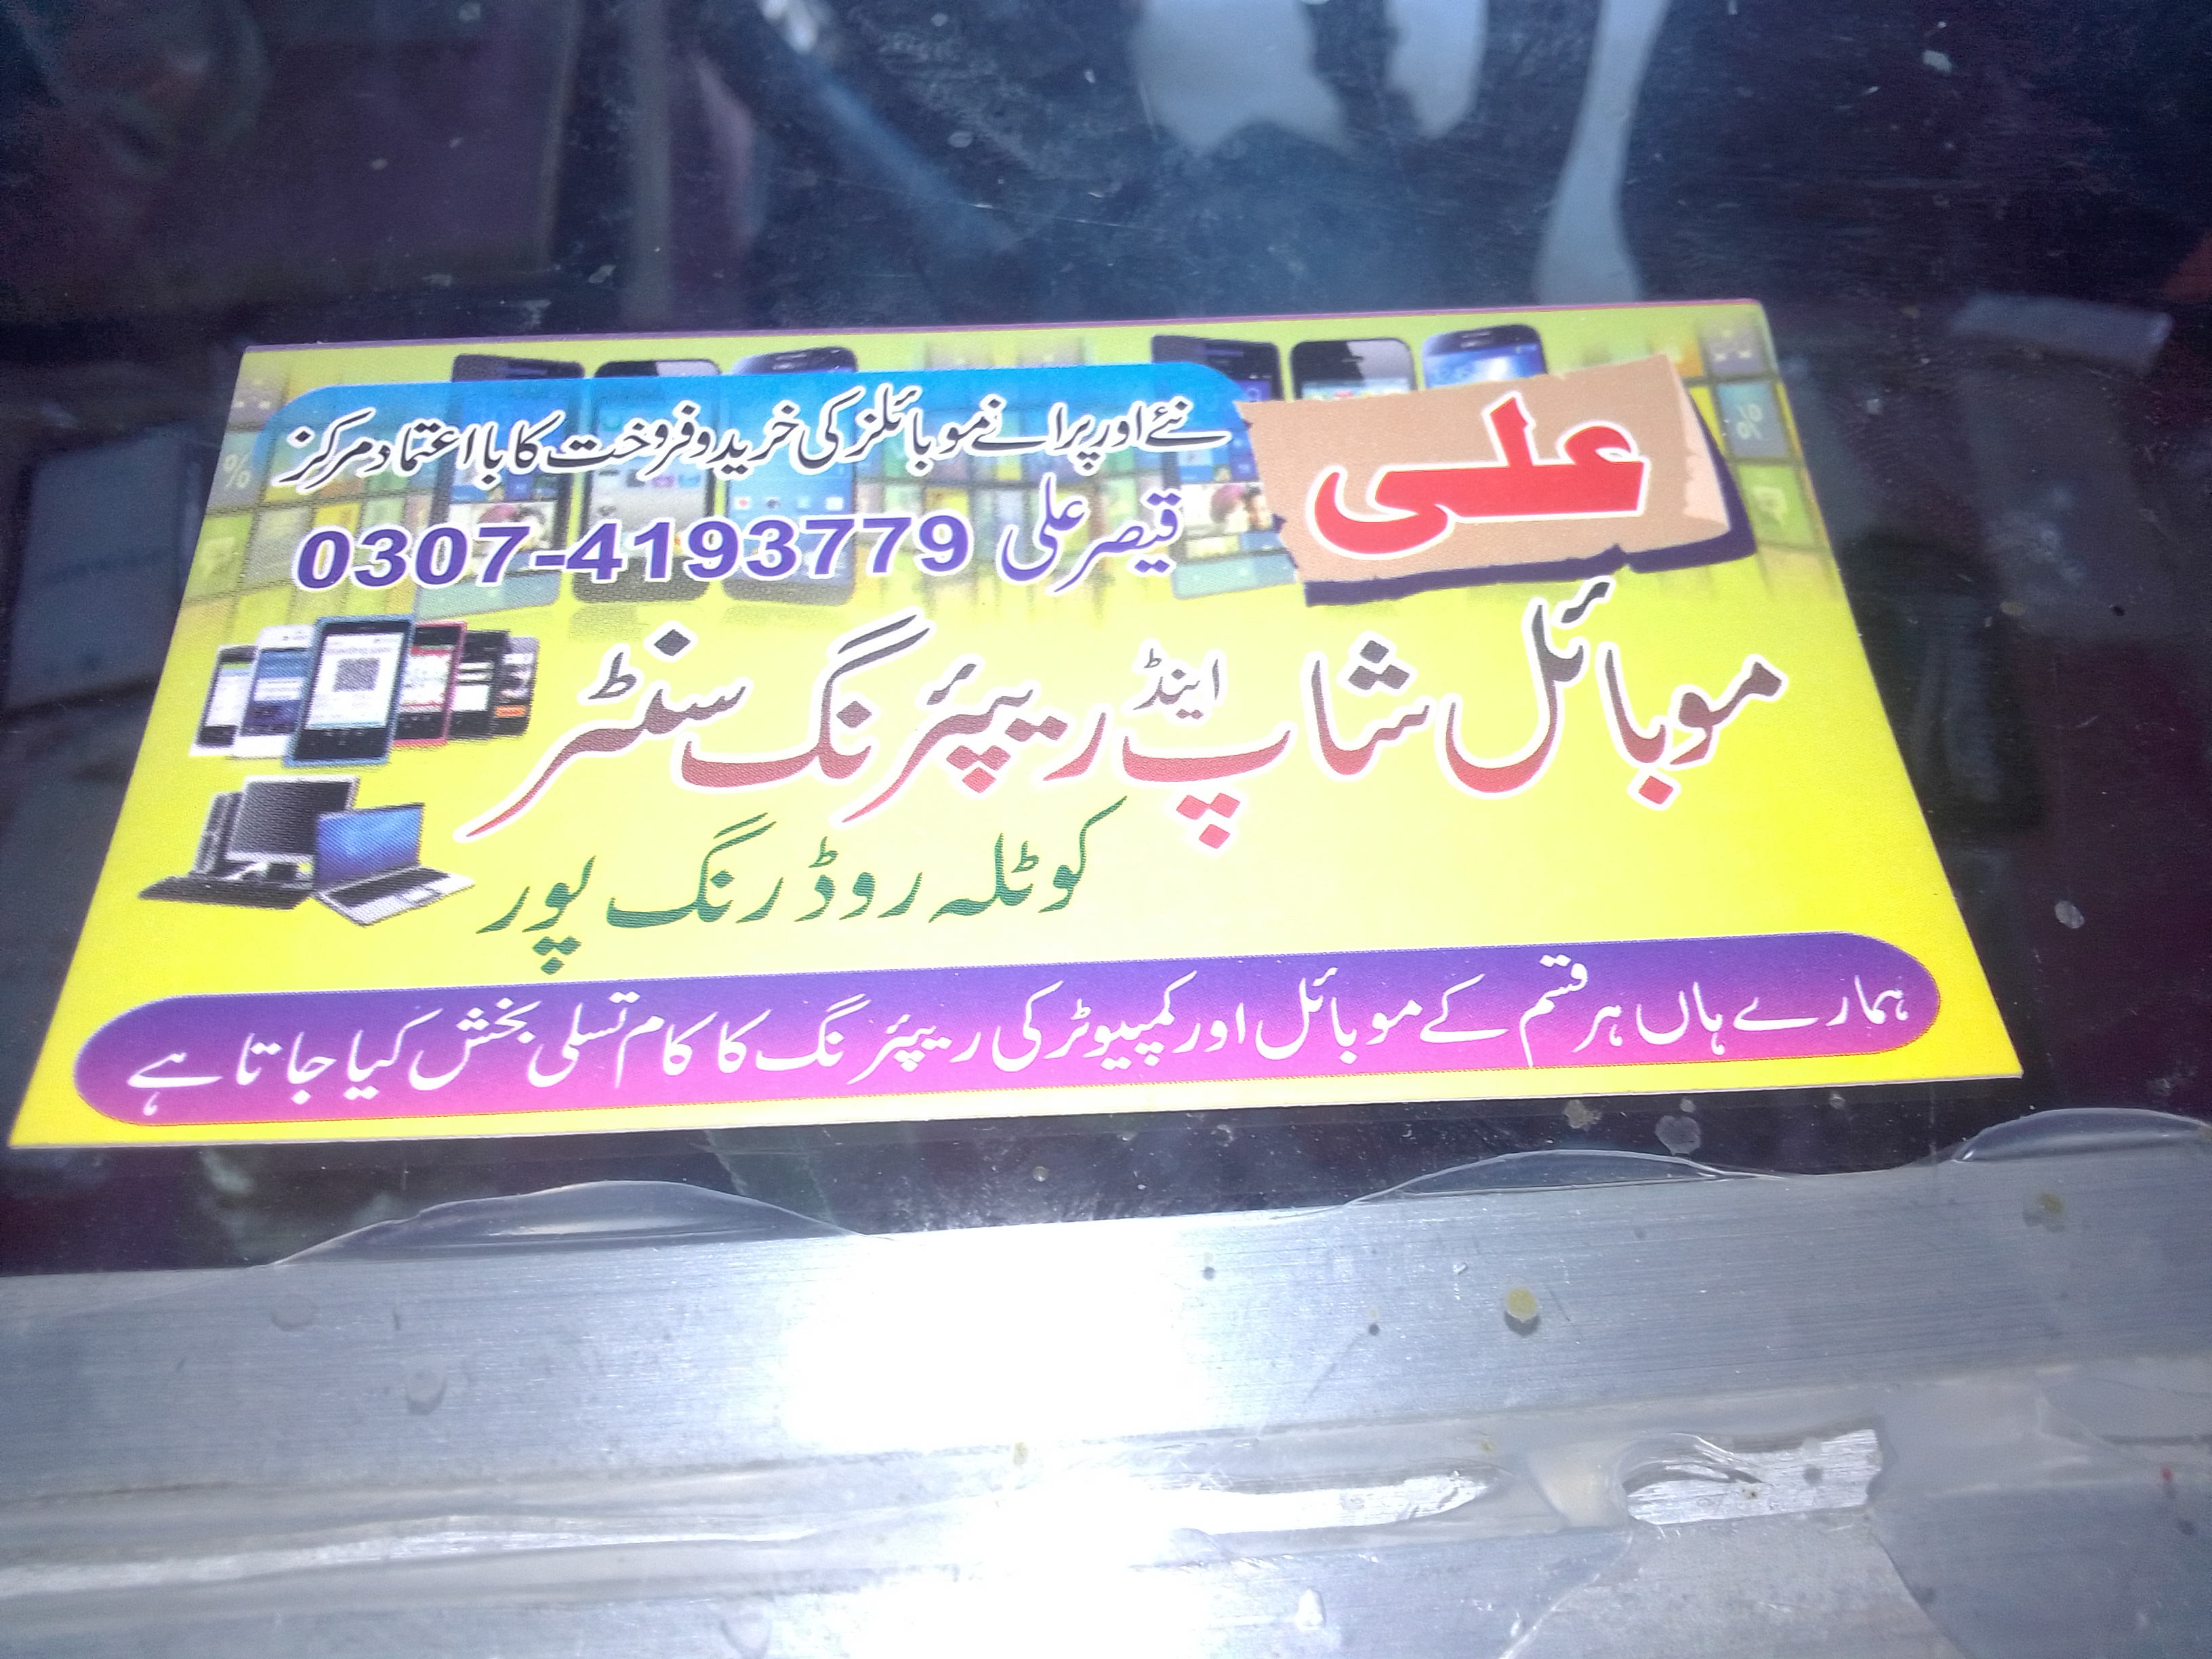 علی
نئے اور پرانے موبائلز کی خرید و فروخت کا با اعتماد مرکز
قیصر علی 0307-4193779
موبائل شاپ اینڈ ریپئرنگ سنٹر
کوٹلہ روڈ رنگ پور
ہمارے ہاں ہر قسم کے موبائل اور کمپیوٹر کی ریپئرنگ کا کام تسلی بخش کیا جاتا ہے